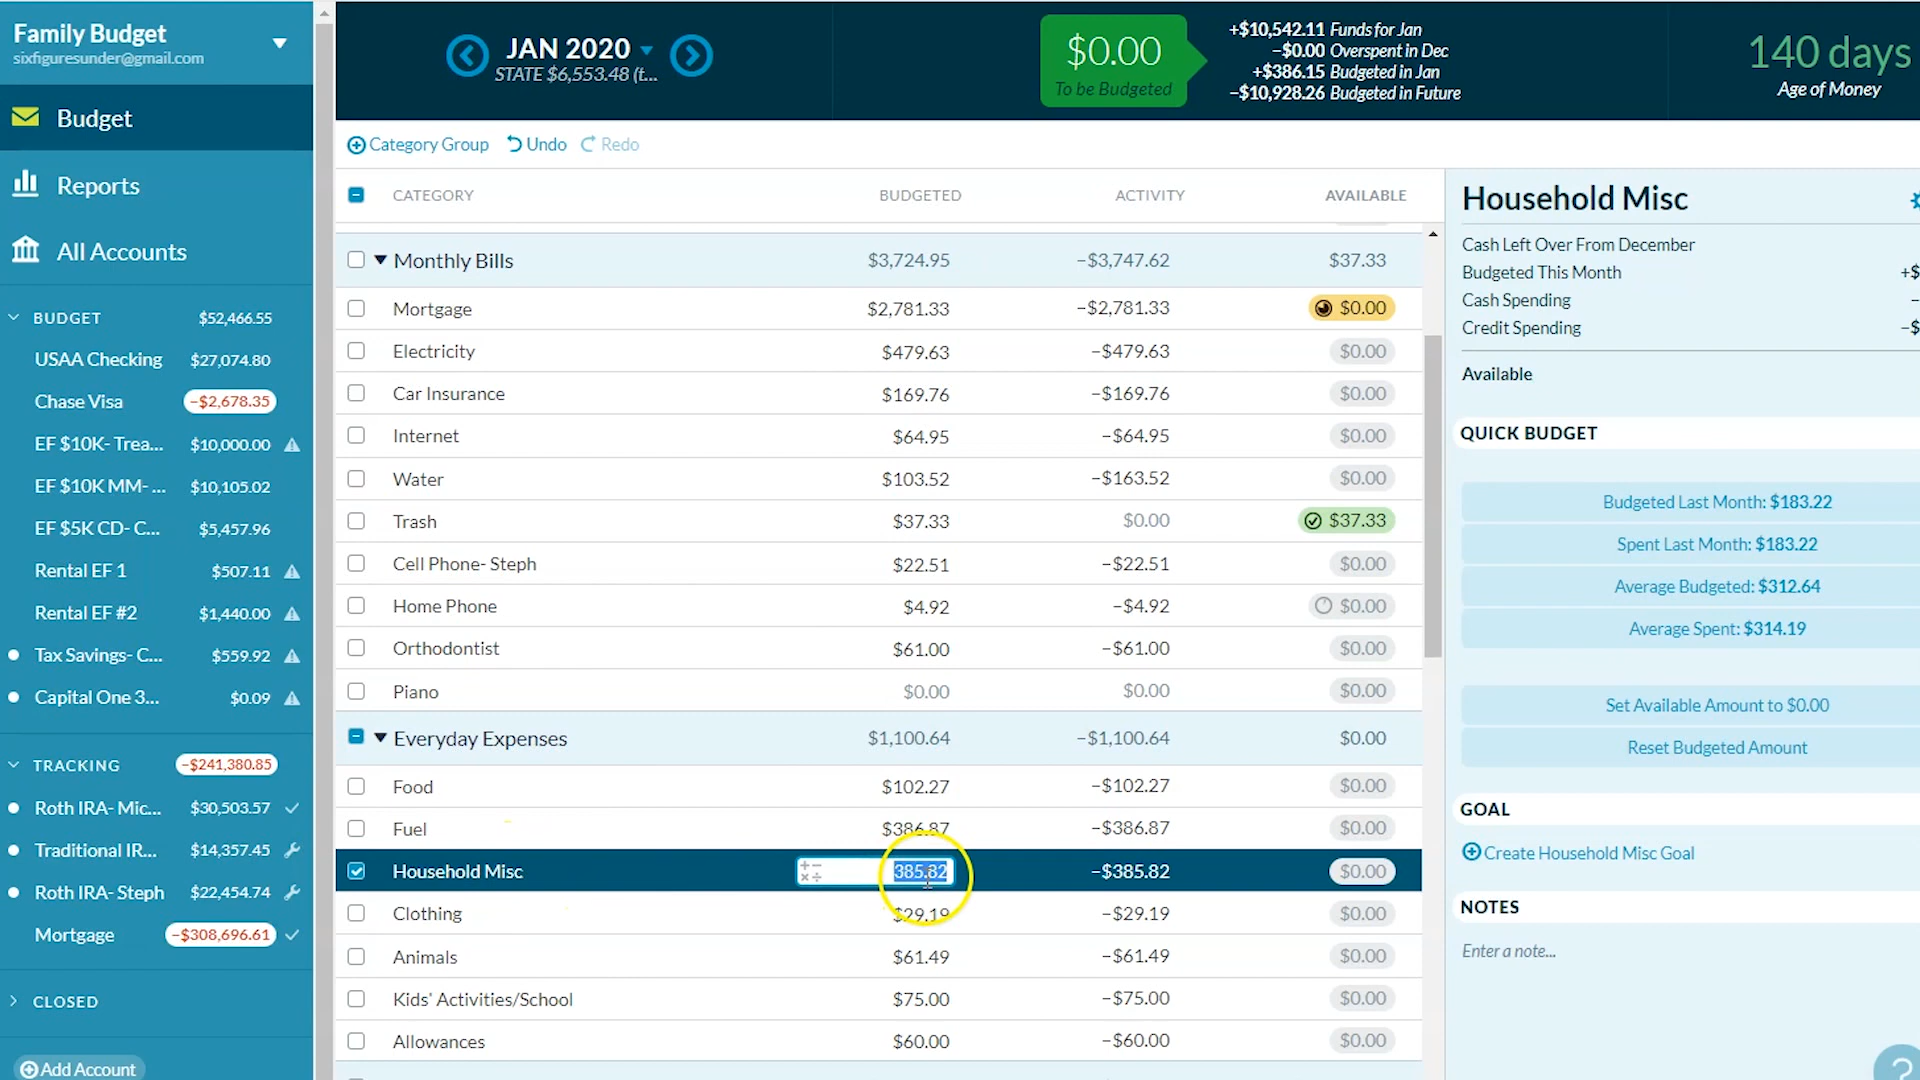 Family Budget
sixfiguresunder@gmail.com
Budget
Reports
All Accounts
BUDGET $52,466.55
USAA Checking $27,074.80
Chase Visa −$2,678.35
EF $10K- Trea... $10,000.00
EF $10K MM- ... $10,105.02
EF $5K CD- C... $5,457.96
Rental EF 1 $507.11
Rental EF #2 $1,440.00
Tax Savings- C... $559.92
Capital One 3... $0.09
TRACKING −$241,380.85
Roth IRA- Mic... $30,503.57
Traditional IR... $14,357.45
Roth IRA- Steph $22,454.74
Mortgage −$308,696.61
CLOSED
Add Account
JAN 2020
STATE $6,553.48 (t...
$0.00
To be Budgeted
+$10,542.11 Funds for Jan
−$0.00 Overspent in Dec
+$386.15 Budgeted in Jan
−$10,928.26 Budgeted in Future
140 days
Age of Money
Category Group Undo Redo
CATEGORY BUDGETED ACTIVITY AVAILABLE
Monthly Bills $3,724.95 −$3,747.62 $37.33
Mortgage $2,781.33 −$2,781.33 $0.00
Electricity $479.63 −$479.63 $0.00
Car Insurance $169.76 −$169.76 $0.00
Internet $64.95 −$64.95 $0.00
Water $103.52 −$163.52 $0.00
Trash $37.33 $0.00 $37.33
Cell Phone- Steph $22.51 −$22.51 $0.00
Home Phone $4.92 −$4.92 $0.00
Orthodontist $61.00 −$61.00 $0.00
Piano $0.00 $0.00 $0.00
Everyday Expenses $1,100.64 −$1,100.64 $0.00
Food $102.27 −$102.27 $0.00
Fuel $386.87 −$386.87 $0.00
Household Misc 385.82 −$385.82 $0.00
Clothing $29.19 −$29.19 $0.00
Animals $61.49 −$61.49 $0.00
Kids' Activities/School $75.00 −$75.00 $0.00
Allowances $60.00 −$60.00 $0.00
Household Misc
Cash Left Over From December
Budgeted This Month +$
Cash Spending −
Credit Spending −$
Available
QUICK BUDGET
Budgeted Last Month: $183.22
Spent Last Month: $183.22
Average Budgeted: $312.64
Average Spent: $314.19
Set Available Amount to $0.00
Reset Budgeted Amount
GOAL
Create Household Misc Goal
NOTES
Enter a note...
?